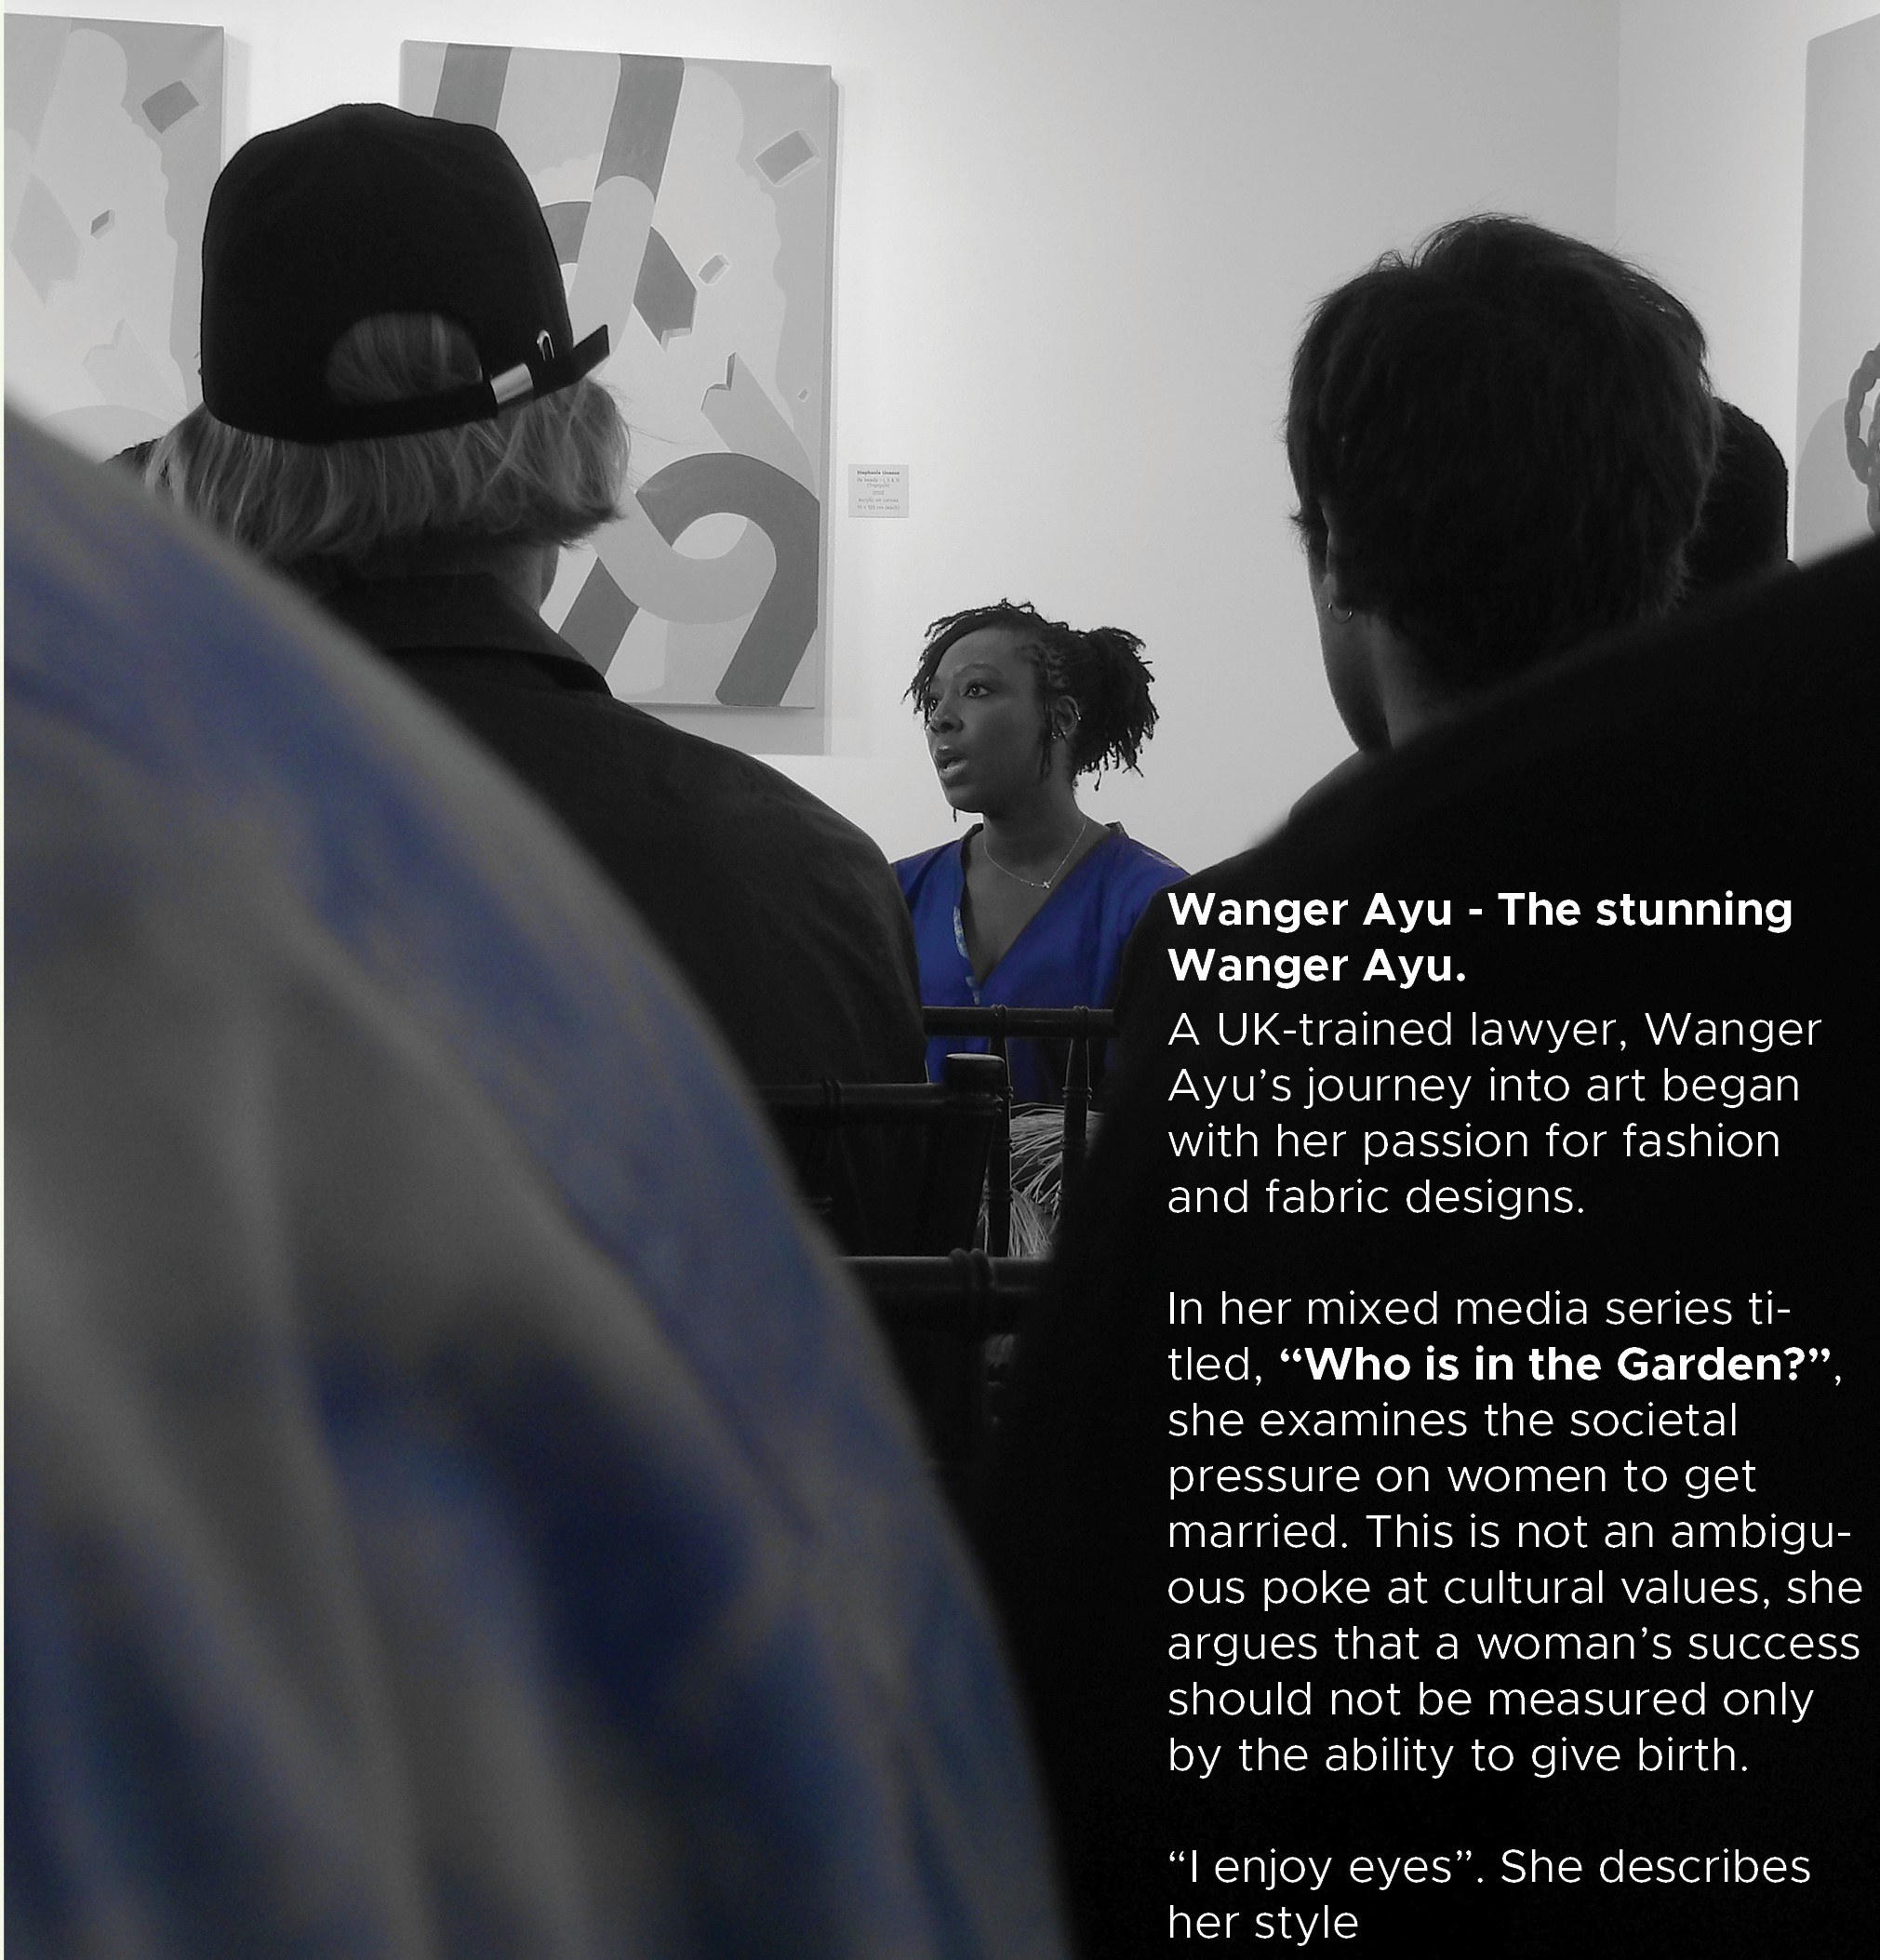 Stephanie Unaeze
Wanger Ayu - The stunning
Wanger Ayu.
A UK-trained lawyer, Wanger
Ayu’s journey into art began
with her passion for fashion
and fabric designs.
In her mixed media series ti-
tled, “Who is in the Garden?”,
she examines the societal
pressure on women to get
married. This is not an ambigu-
ous poke at cultural values, she
argues that a woman’s success
should not be measured only
by the ability to give birth.
“I enjoy eyes”. She describes
her style